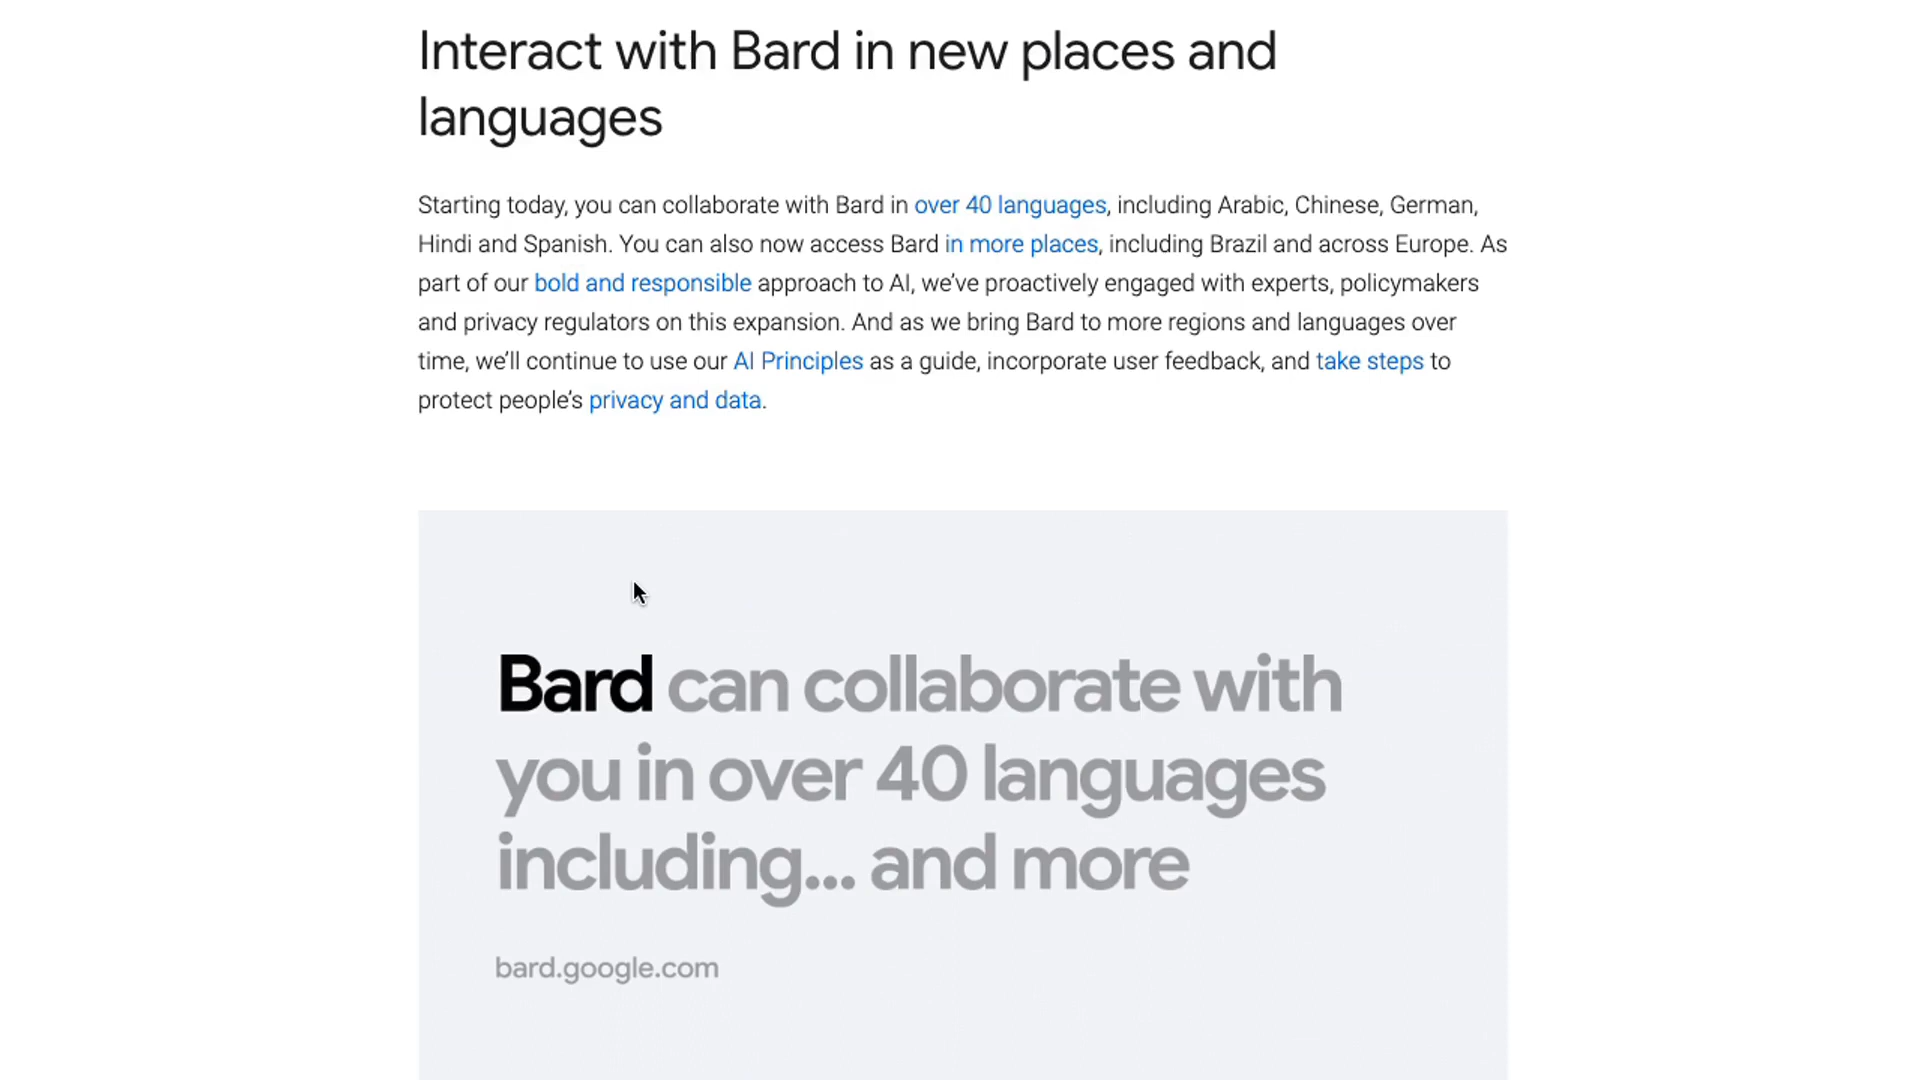 Interact with Bard in new places and
languages
Starting today, you can collaborate with Bard in over 40 languages, including Arabic, Chinese, German,
Hindi and Spanish. You can also now access Bard in more places, including Brazil and across Europe. As
part of our bold and responsible approach to AI, we’ve proactively engaged with experts, policymakers
and privacy regulators on this expansion. And as we bring Bard to more regions and languages over
time, we’ll continue to use our AI Principles as a guide, incorporate user feedback, and take steps to
protect people’s privacy and data.
Bard can collaborate with
you in over 40 languages
including... and more
bard.google.com